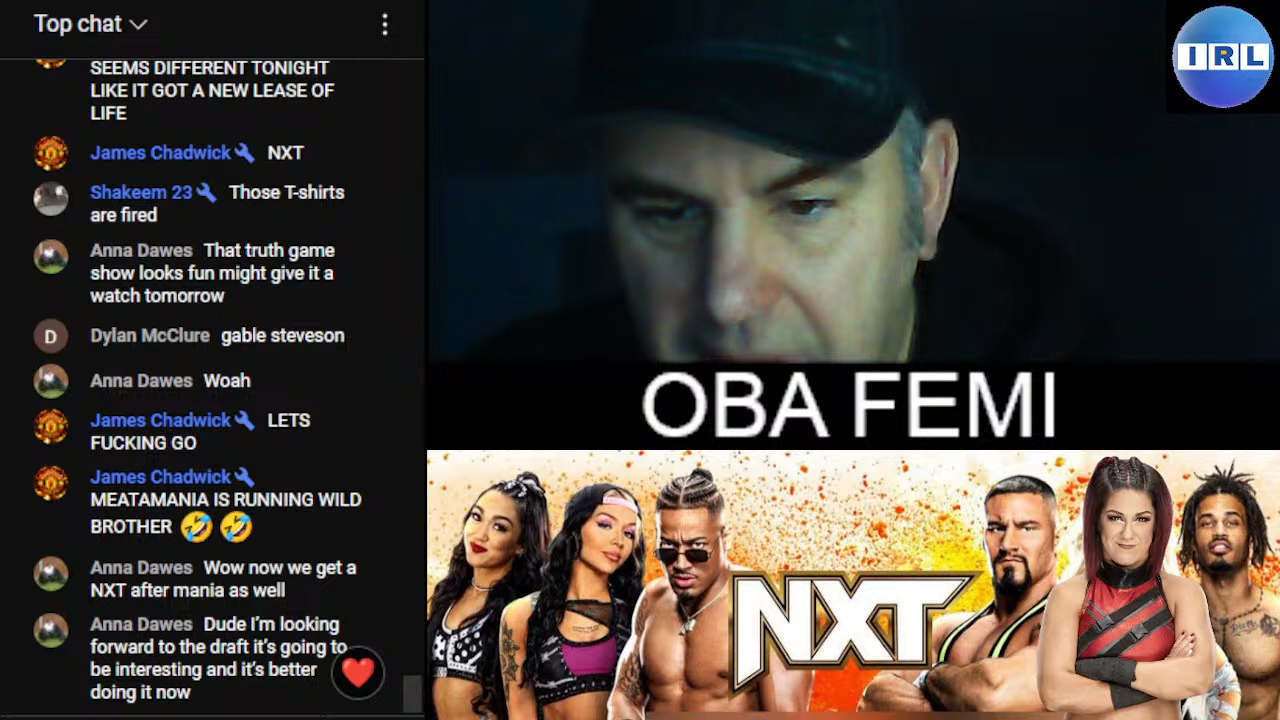 Top chat
SEEMS DIFFERENT TONIGHT
LIKE IT GOT A NEW LEASE OF
LIFE
James Chadwick NXT
Shakeem 23 Those T-shirts
are fired
Anna Dawes That truth game
show looks fun might give it a
watch tomorrow
D Dylan McClure gable steveson
Anna Dawes Woah
James Chadwick LETS
FUCKING GO
James Chadwick
MEATAMANIA IS RUNNING WILD
BROTHER 🤣 🤣
Anna Dawes Wow now we get a
NXT after mania as well
Anna Dawes Dude I'm looking
forward to the draft it's going to
be interesting and it's better
doing it now
IRL
OBA FEMI
NXT